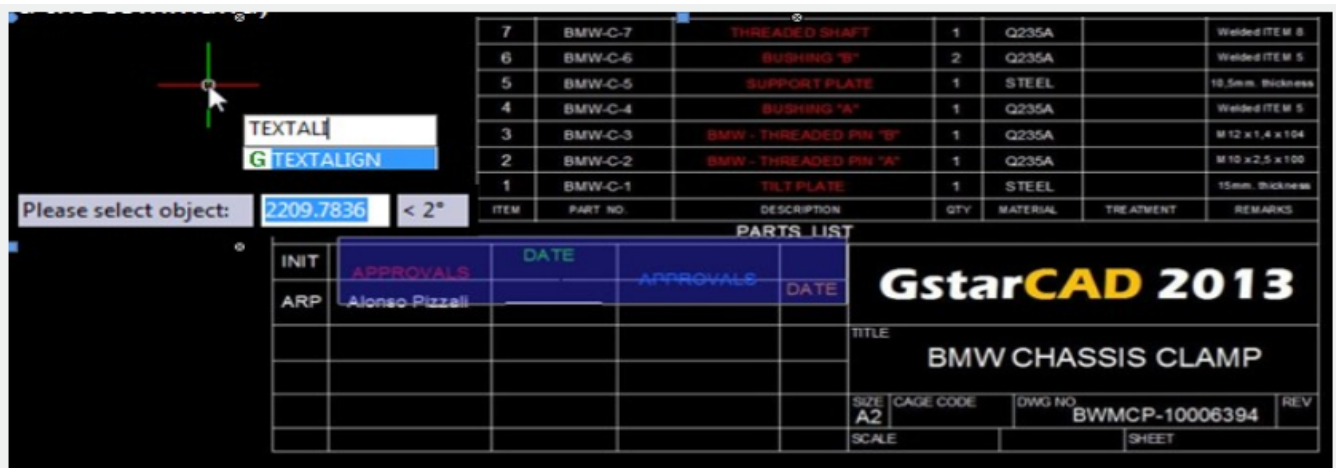 7 BMW-C-7 THREADED SHAFT 1 Q235A Welded ITEM 8
6 BMW-C-6 BUSHING "B" 2 Q235A Welded ITEM 5
5 BMW-C-5 SUPPORT PLATE 1 STEEL 10,5mm. thickness
4 BMW-C-4 BUSHING "A" 1 Q235A Welded ITEM 5
3 BMW-C-3 BMW - THREADED PIN "B" 1 Q235A M12 x 1,4 x 104
2 BMW-C-2 BMW - THREADED PIN "A" 1 Q235A M10 x 2,5 x 100
1 BMW-C-1 TILT PLATE 1 STEEL 15mm. thickness
ITEM PART NO. DESCRIPTION QTY MATERIAL TREATMENT REMARKS
PARTS LIST
TEXTALI
G TEXTALIGN
Please select object: 2209.7836 < 2°
INIT APPROVALS DATE APPROVALS DATE
ARP Alonso Pizzali
GstarCAD 2013
TITLE
BMW CHASSIS CLAMP
SIZE CAGE CODE DWG NO REV
A2 BWMCP-10006394
SCALE SHEET